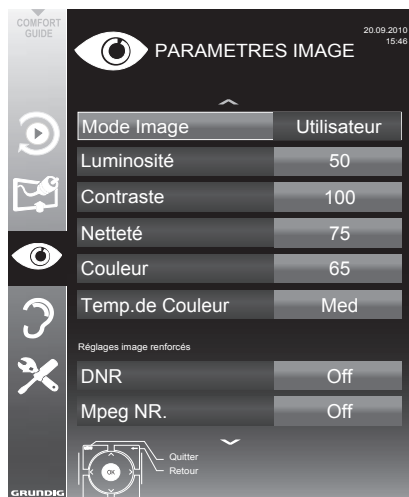 COMFORT
GUIDE
PARAMETRES IMAGE
20.09.2010
15:46
Mode Image Utilisateur
Luminosité 50
Contraste 100
Netteté 75
Couleur 65
Temp.de Couleur Med
Réglages image renforcés
DNR Off
Mpeg NR. Off
Quitter
Retour
OK
GRUNDIG